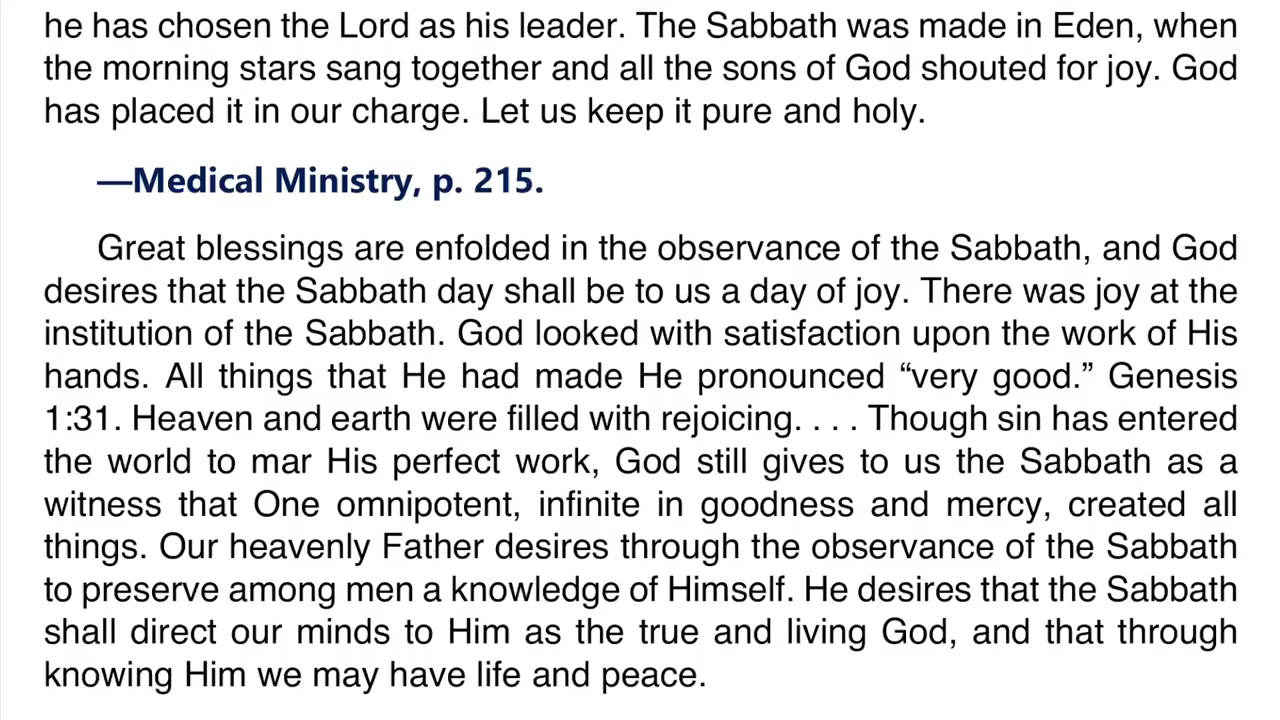 he has chosen the Lord as his leader. The Sabbath was made in Eden, when
the morning stars sang together and all the sons of God shouted for joy. God
has placed it in our charge. Let us keep it pure and holy.
—Medical Ministry, p. 215.
Great blessings are enfolded in the observance of the Sabbath, and God
desires that the Sabbath day shall be to us a day of joy. There was joy at the
institution of the Sabbath. God looked with satisfaction upon the work of His
hands. All things that He had made He pronounced “very good.” Genesis
1:31. Heaven and earth were filled with rejoicing. . . . Though sin has entered
the world to mar His perfect work, God still gives to us the Sabbath as a
witness that One omnipotent, infinite in goodness and mercy, created all
things. Our heavenly Father desires through the observance of the Sabbath
to preserve among men a knowledge of Himself. He desires that the Sabbath
shall direct our minds to Him as the true and living God, and that through
knowing Him we may have life and peace.